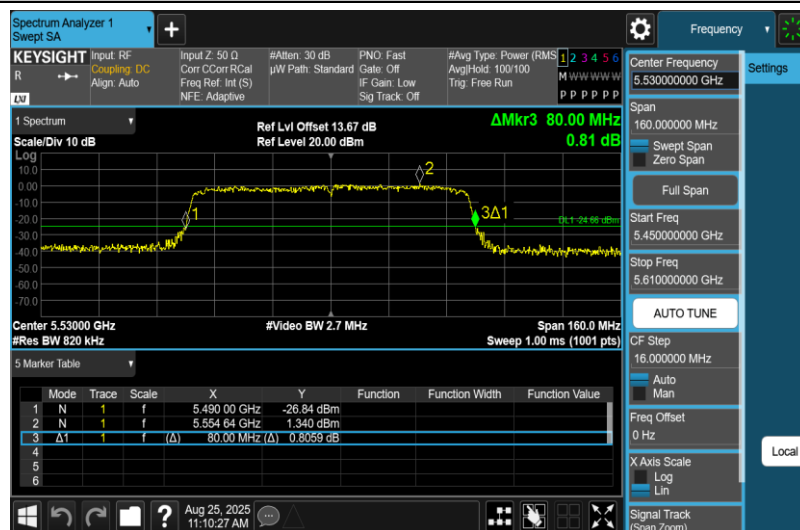 Spectrum Analyzer 1
Swept SA
+
Frequency
KEYSIGHT
R
LXI
Input: RF
Coupling: DC
Align: Auto
Input Z: 50 Ω
Corr CCorr RCal
Freq Ref: Int (S)
NFE: Adaptive
#Atten: 30 dB
µW Path: Standard
PNO: Fast
Gate: Off
IF Gain: Low
Sig Track: Off
#Avg Type: Power (RMS
Avg|Hold: 100/100
Trig: Free Run
1 2 3 4 5 6
M W W W W W
P P P P P P
1 Spectrum
Scale/Div 10 dB
Ref Lvl Offset 13.67 dB
Ref Level 20.00 dBm
ΔMkr3 80.00 MHz
0.81 dB
Log
10.0
0.00
-10.0
-20.0
-30.0
-40.0
-50.0
-60.0
-70.0
1
2
3Δ1
DL1 -24.66 dBm
Center 5.53000 GHz
#Res BW 820 kHz
#Video BW 2.7 MHz
Span 160.0 MHz
Sweep 1.00 ms (1001 pts)
5 Marker Table
Mode Trace Scale X Y Function Function Width Function Value
1 N 1 f 5.490 00 GHz -26.84 dBm
2 N 1 f 5.554 64 GHz 1.340 dBm
3 Δ1 1 f (Δ) 80.00 MHz (Δ) 0.8059 dB
4
5
6
Aug 25, 2025
11:10:27 AM
?
Center Frequency
5.530000000 GHz
Settings
Span
160.000000 MHz
Swept Span
Zero Span
Full Span
Start Freq
5.450000000 GHz
Stop Freq
5.610000000 GHz
AUTO TUNE
CF Step
16.000000 MHz
Auto
Man
Freq Offset
0 Hz
X Axis Scale
Log
Lin
Local
Signal Track
(Span Zoom)